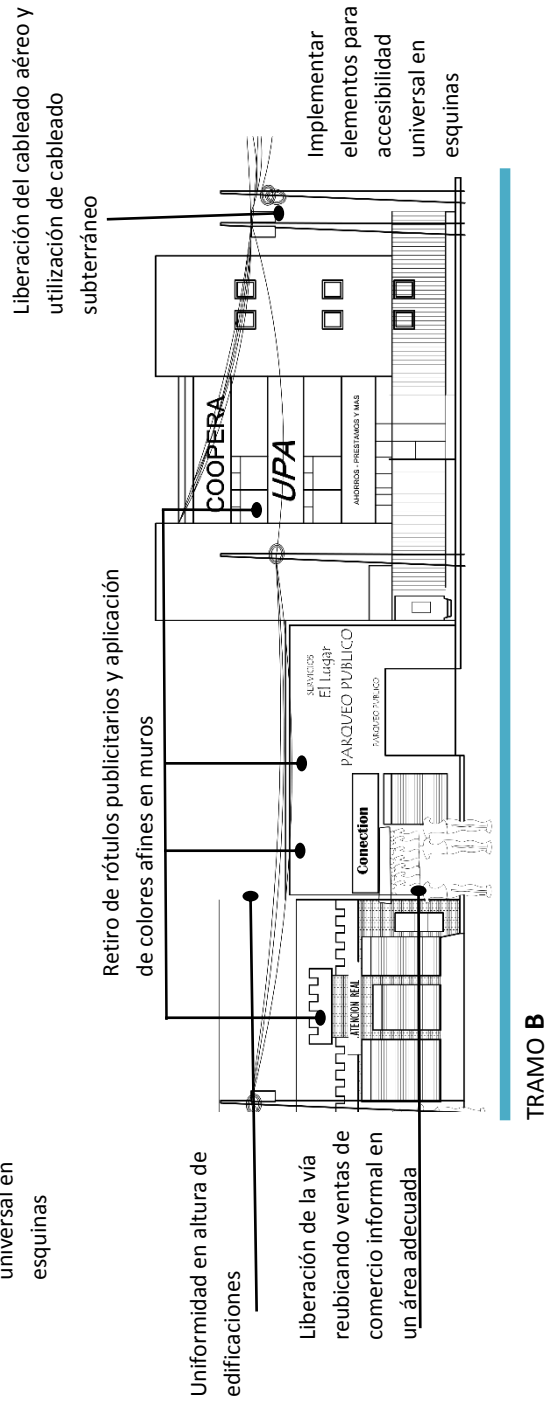 universal en
esquinas
Liberación del cableado aéreo y
utilización de cableado
subterráneo
Retiro de rótulos publicitarios y aplicación
de colores afines en muros
Uniformidad en altura de
edificaciones
Liberación de la vía
reubicando ventas de
comercio informal en
un área adecuada
Implementar
elementos para
accesibilidad
universal en
esquinas
ATENCION REAL
Conection
SERVICIOS
El Lugar
PARQUEO PUBLICO
PARQUEO PUBLICO
COOPERA
UPA
AHORROS - PRESTAMOS Y MAS
TRAMO B